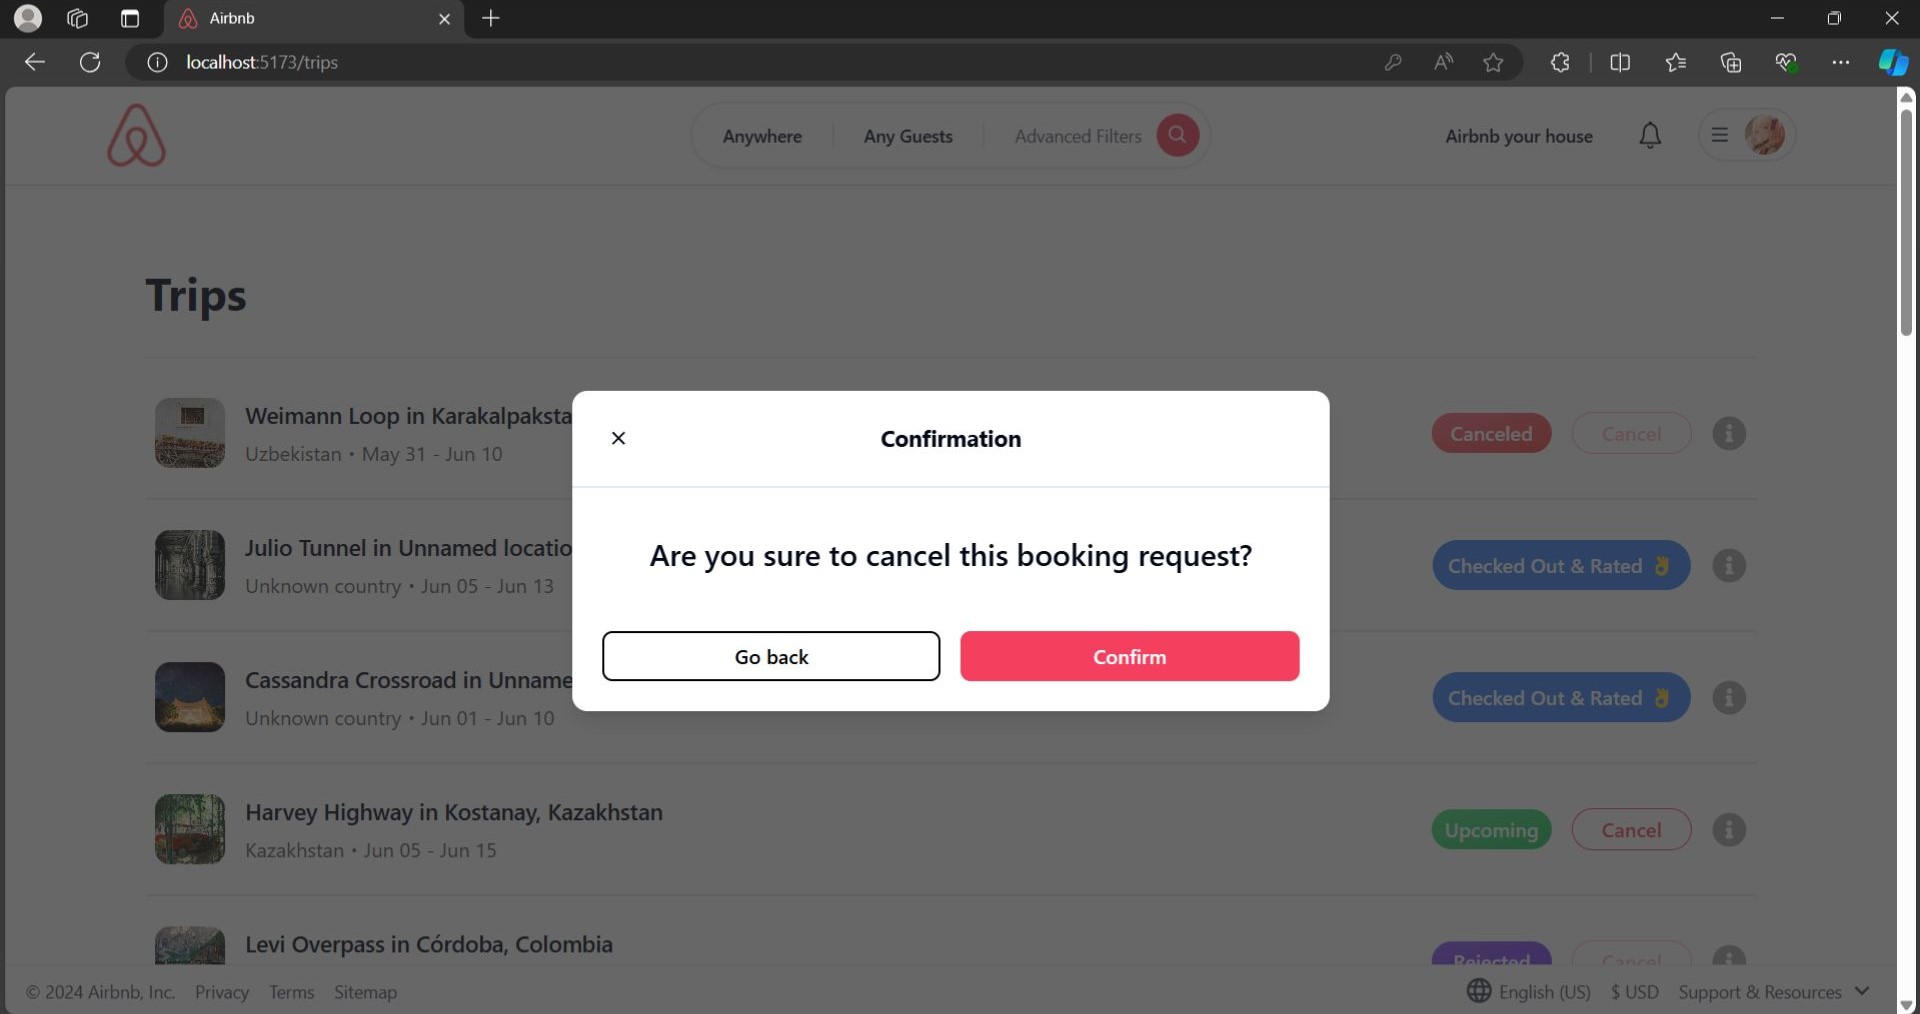 Airbnb
localhost:5173/trips
Anywhere
Any Guests
Advanced Filters
Airbnb your house
Trips
Weimann Loop in Karakalpaksta
Uzbekistan • May 31 - Jun 10
Canceled
Cancel
Julio Tunnel in Unnamed locatio
Unknown country • Jun 05 - Jun 13
Checked Out & Rated 👌
Cassandra Crossroad in Unname
Unknown country • Jun 01 - Jun 10
Checked Out & Rated 👌
Confirmation
Are you sure to cancel this booking request?
Go back
Confirm
Harvey Highway in Kostanay, Kazakhstan
Kazakhstan • Jun 05 - Jun 15
Upcoming
Cancel
Levi Overpass in Córdoba, Colombia
Rejected
Cancel
© 2024 Airbnb, Inc.
Privacy
Terms
Sitemap
English (US)
$ USD
Support & Resources